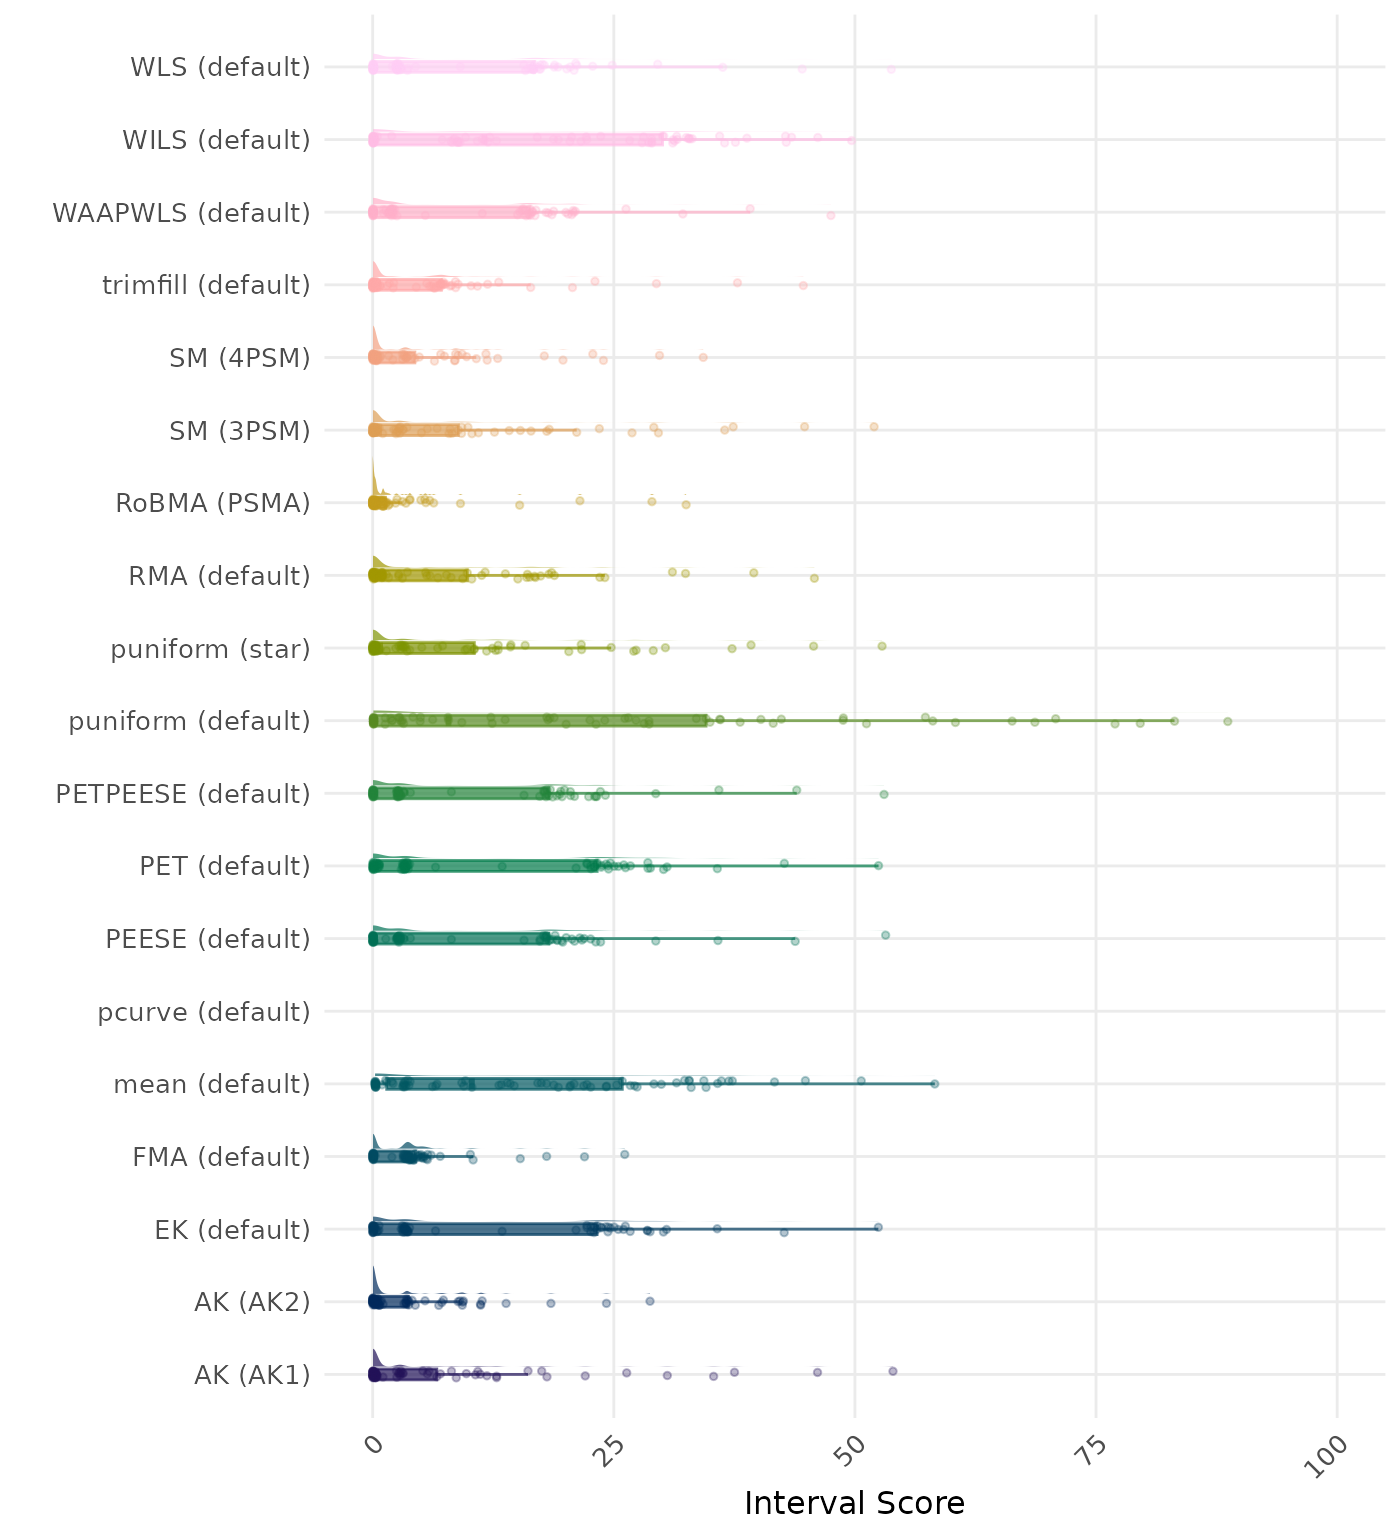 WLS (default)
WILS (default)
WAAPWLS (default)
trimfill (default)
SM (4PSM)
SM (3PSM)
RoBMA (PSMA)
RMA (default)
puniform (star)
puniform (default)
PETPEESE (default)
PET (default)
PEESE (default)
pcurve (default)
mean (default)
FMA (default)
EK (default)
AK (AK2)
AK (AK1)
0 25 50 75 100
Interval Score